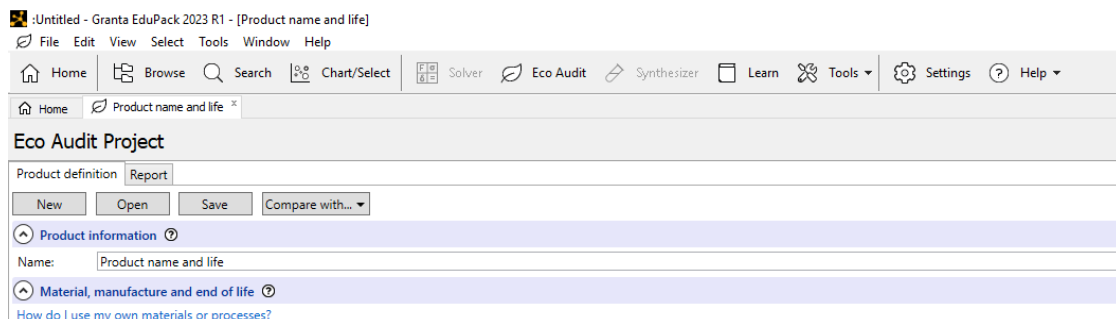 :Untitled - Granta EduPack 2023 R1 - [Product name and life]
File Edit View Select Tools Window Help
Home Browse Search Chart/Select Solver Eco Audit Synthesizer Learn Tools Settings ? Help
Home Product name and life x
Eco Audit Project
Product definition Report
New Open Save Compare with...
Product information ?
Name: Product name and life
Material, manufacture and end of life ?
How do I use my own materials or processes?